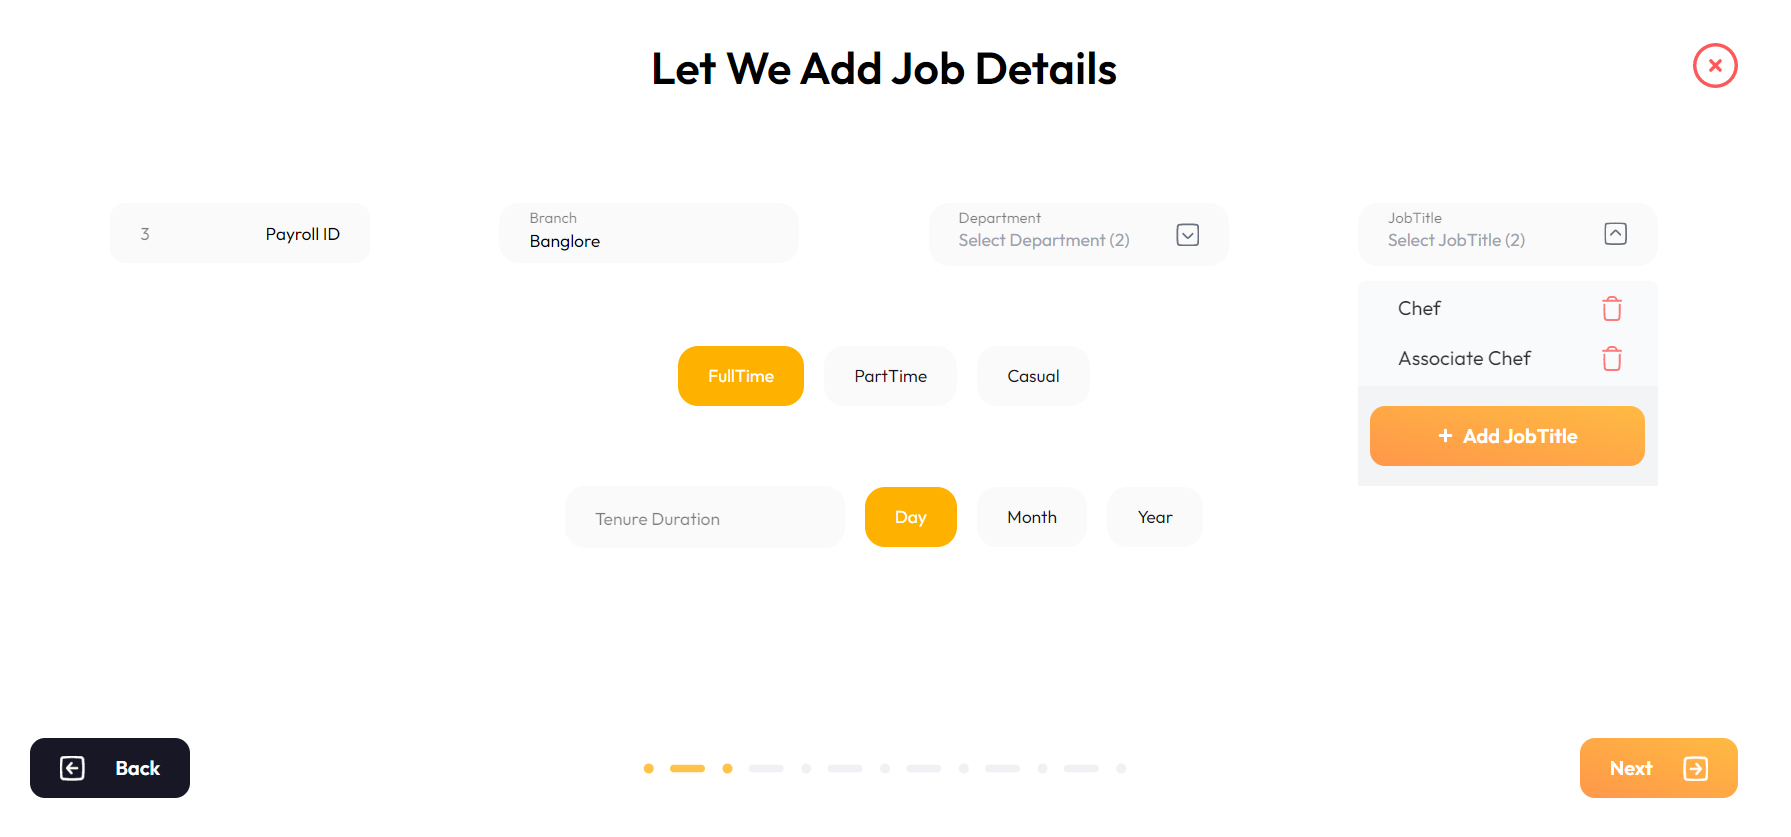 Let We Add Job Details
3 Payroll ID
Branch
Banglore
Department
Select Department (2)
JobTitle
Select JobTitle (2)
Chef
Associate Chef
+ Add JobTitle
FullTime
PartTime
Casual
Tenure Duration
Day
Month
Year
Back
Next